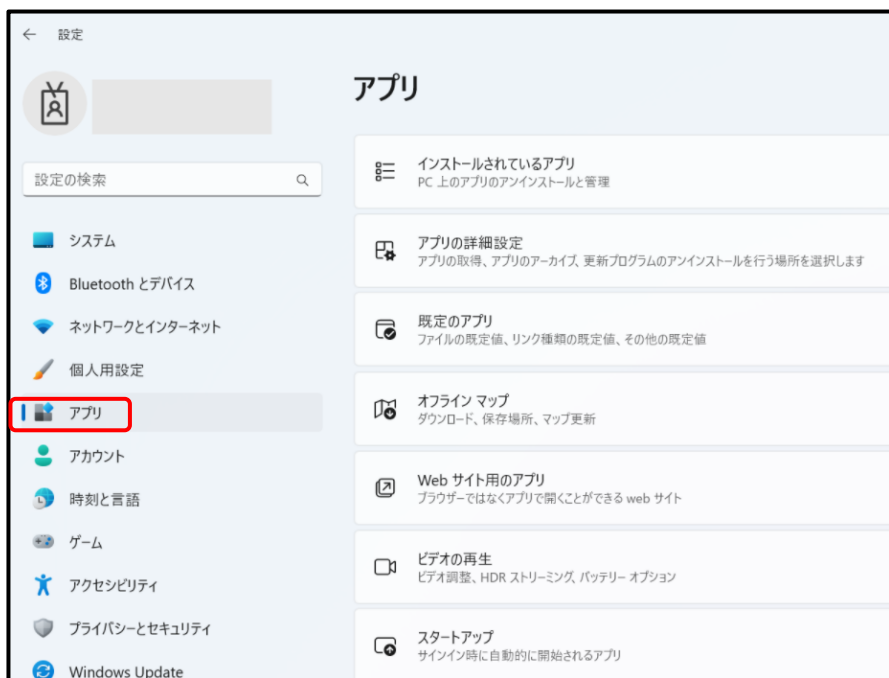 設定
設定の検索
システム
Bluetooth とデバイス
ネットワークとインターネット
個人用設定
アプリ
アカウント
時刻と言語
ゲーム
アクセシビリティ
プライバシーとセキュリティ
Windows Update
アプリ
インストールされているアプリ
PC 上のアプリのアンインストールと管理
アプリの詳細設定
アプリの取得、アプリのアーカイブ、更新プログラムのアンインストールを行う場所を選択します
既定のアプリ
ファイルの既定値、リンク種類の既定値、その他の既定値
オフライン マップ
ダウンロード、保存場所、マップ更新
Web サイト用のアプリ
ブラウザーではなくアプリで開くことができる web サイト
ビデオの再生
ビデオ調整、HDR ストリーミング、バッテリー オプション
スタートアップ
サインイン時に自動的に開始されるアプリ